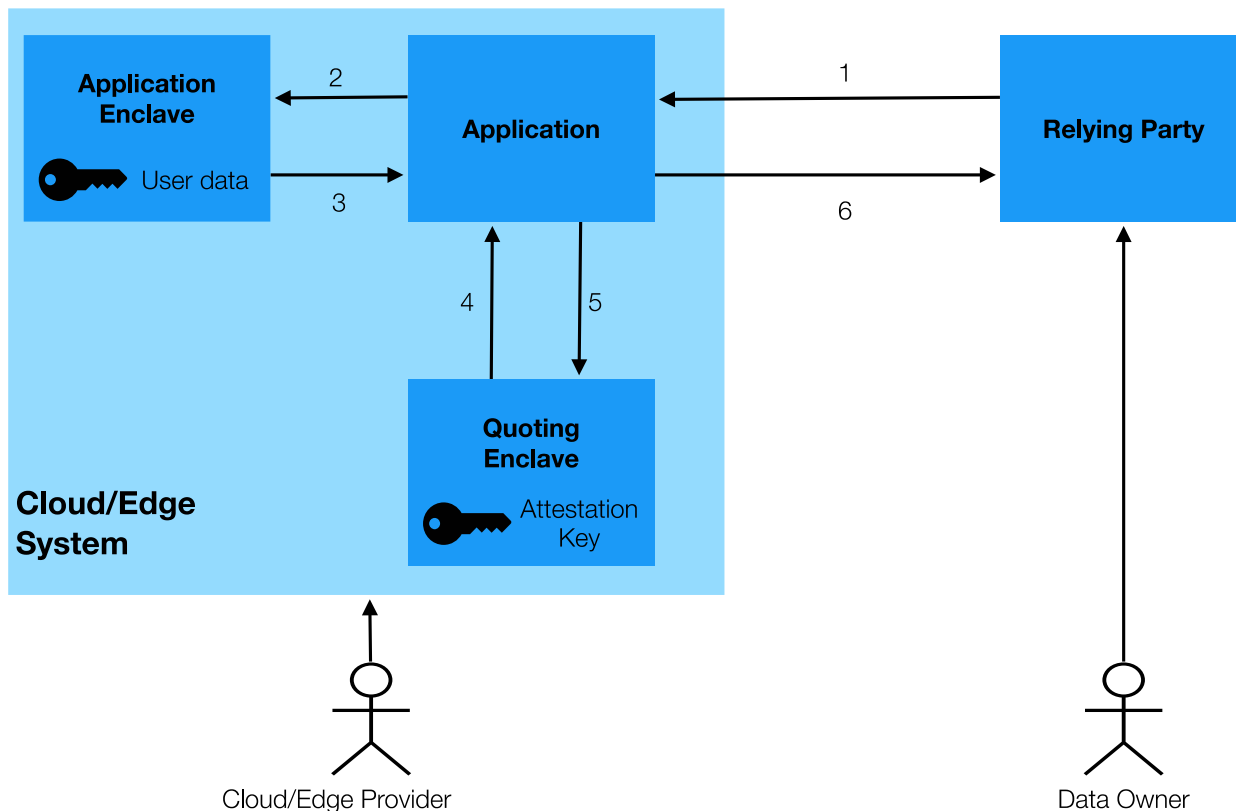 Application
Enclave
User data
2
3
Application
1
6
Relying Party
4
5
Quoting
Enclave
Attestation
Key
Cloud/Edge
System
Cloud/Edge Provider
Data Owner